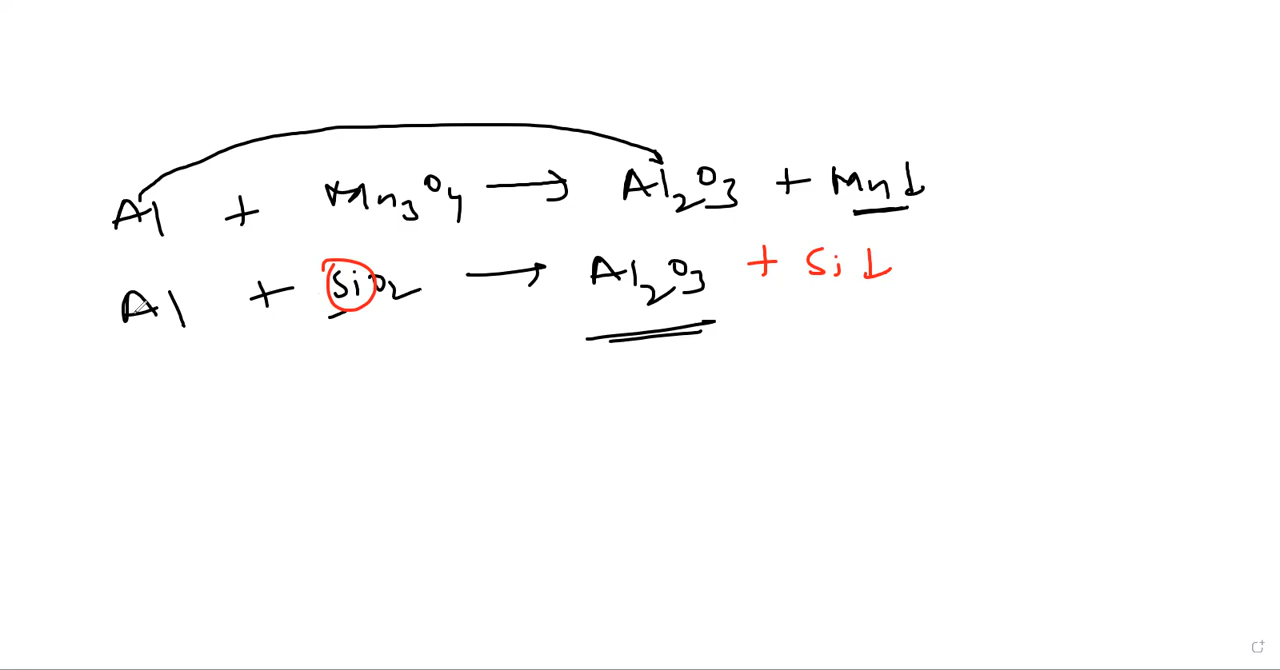 Al + Mn3O4 → Al2O3 + Mn↓
Al + SiO2 → Al2O3 + Si↓